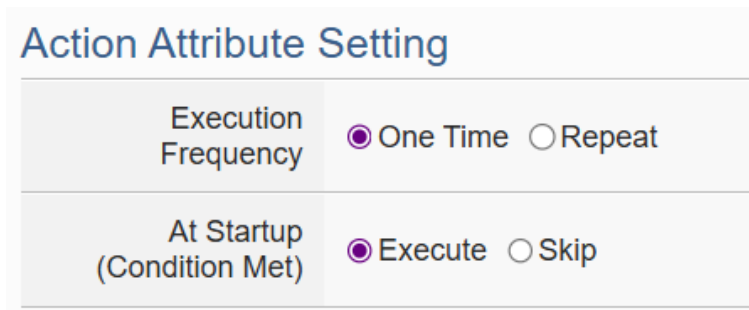 Action Attribute Setting
Execution
Frequency
One Time Repeat
At Startup
(Condition Met)
Execute Skip